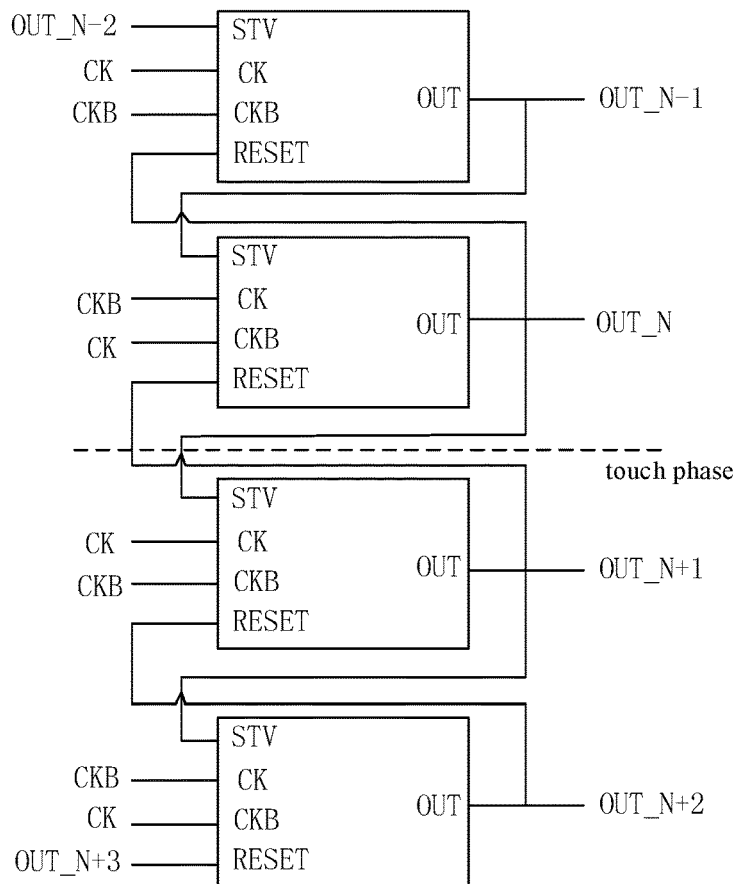 OUT_N-2
STV
CK
CK
CKB
CKB
OUT
OUT_N-1
RESET
STV
CKB
CK
CK
CKB
OUT
OUT_N
RESET
touch phase
STV
CK
CK
CKB
CKB
OUT
OUT_N+1
RESET
STV
CKB
CK
CK
CKB
OUT
OUT_N+2
OUT_N+3
RESET